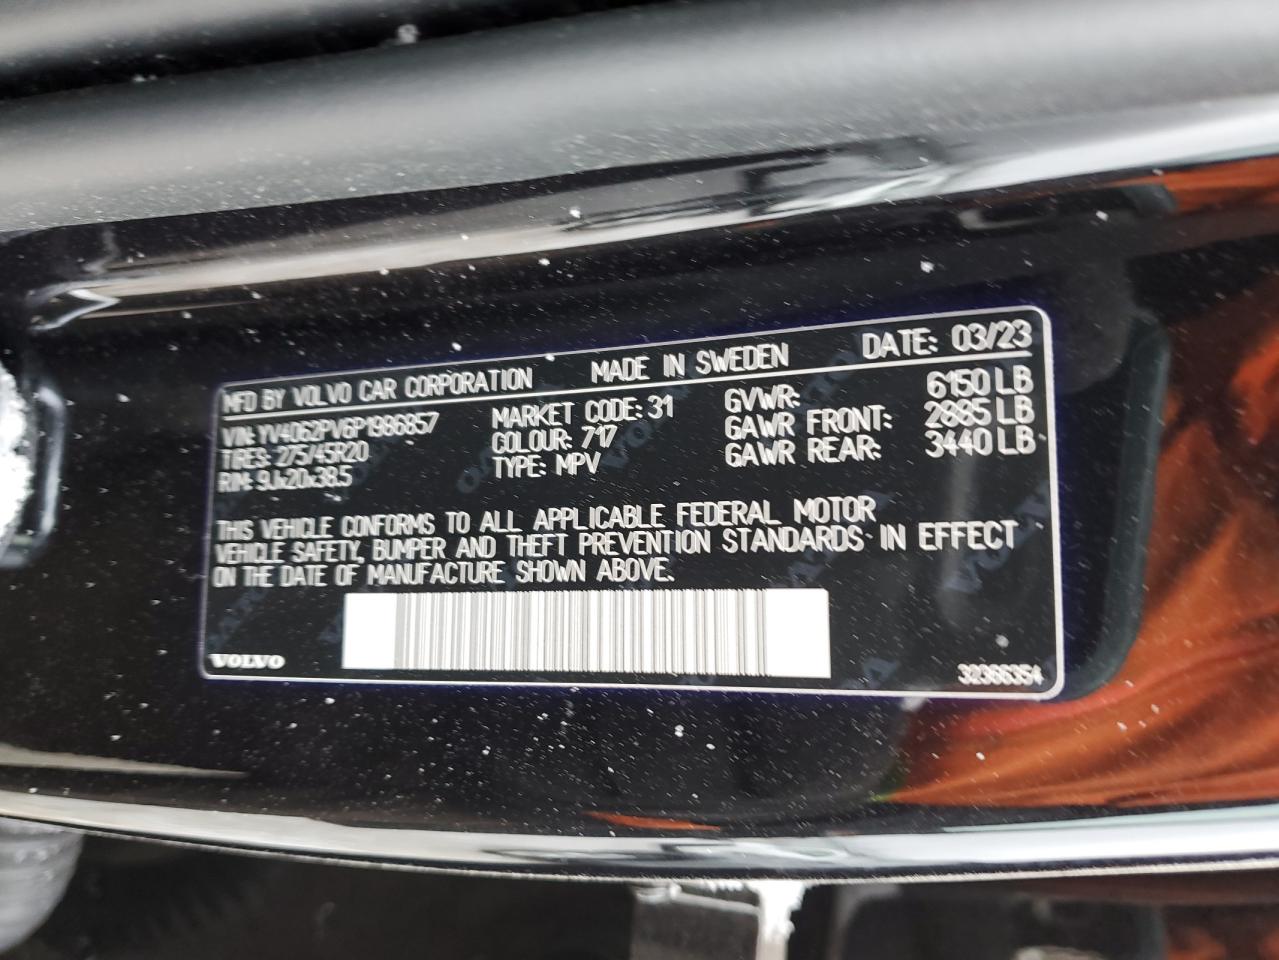 MFD BY VOLVO CAR CORPORATION MADE IN SWEDEN DATE: 03/23
VIN: YV4062PV6P1986857 MARKET CODE: 31 GVWR: 6150 LB
TIRES: 275/45R20 COLOUR: 717 GAWR FRONT: 2885 LB
RIM: 9Jx20x38.5 TYPE: MPV GAWR REAR: 3440 LB
THIS VEHICLE CONFORMS TO ALL APPLICABLE FEDERAL MOTOR
VEHICLE SAFETY, BUMPER AND THEFT PREVENTION STANDARDS IN EFFECT
ON THE DATE OF MANUFACTURE SHOWN ABOVE.
VOLVO 32366354